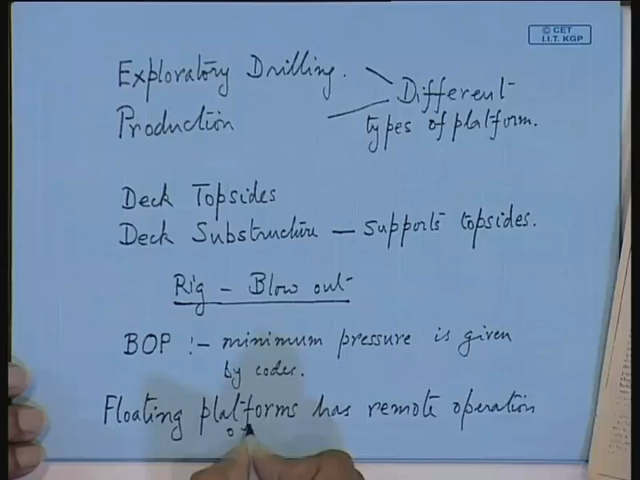 © CET
I.I.T. KGP
Exploratory Drilling.
Different
Production
types of platform.
Deck Topsides
Deck Substructure — supports topsides.
Rig - Blow out
BOP :- minimum pressure is given
by codes.
Floating platforms has remote operation